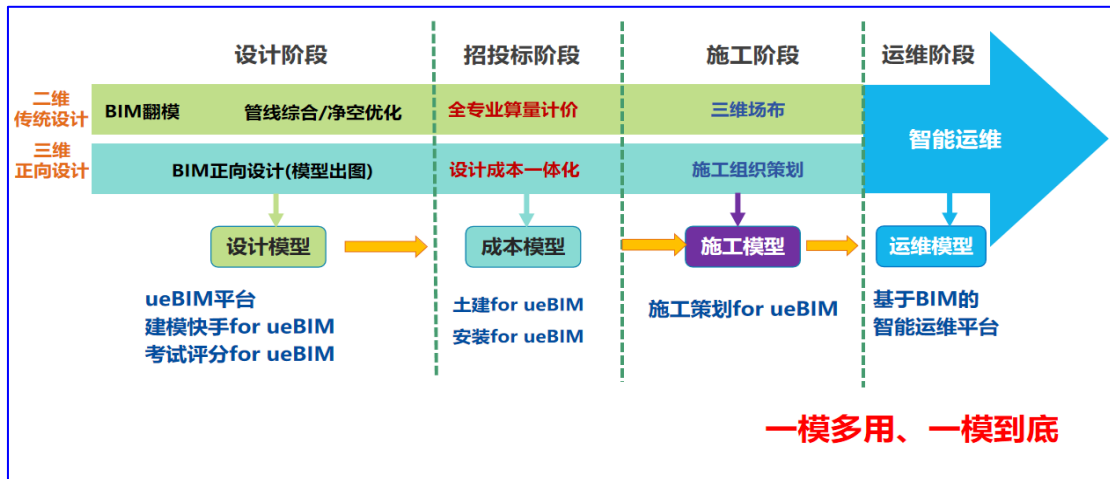 设计阶段
招投标阶段
施工阶段
运维阶段
二维
传统设计
BIM翻模
管线综合/净空优化
全专业算量计价
三维场布
智能运维
三维
正向设计
BIM正向设计(模型出图)
设计成本一体化
施工组织策划
设计模型
成本模型
施工模型
运维模型
ueBIM平台
建模快手for ueBIM
考试评分for ueBIM
土建for ueBIM
安装for ueBIM
施工策划for ueBIM
基于BIM的
智能运维平台
一模多用、一模到底